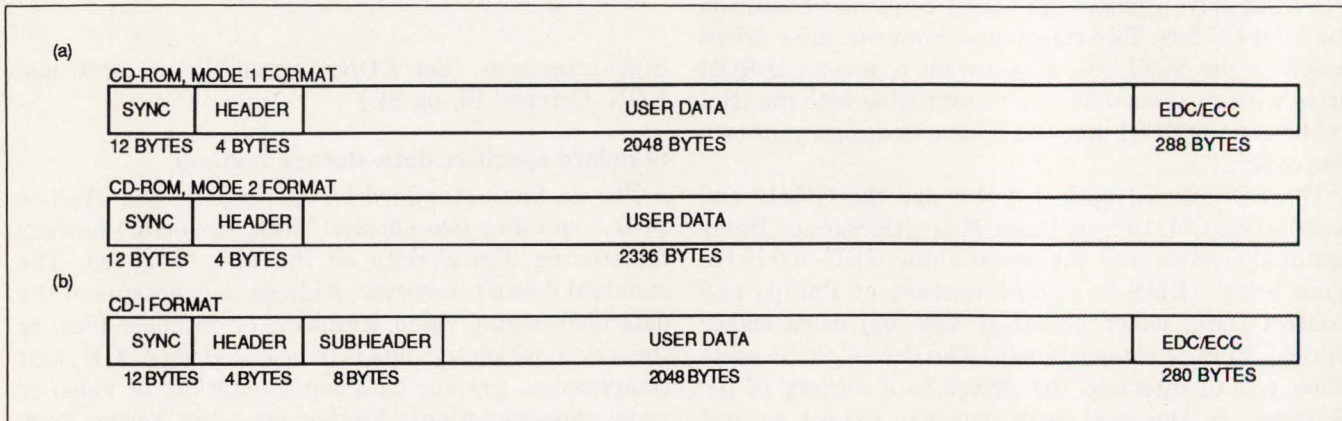 (a)
CD-ROM, MODE 1 FORMAT
SYNC HEADER USER DATA EDC/ECC
12 BYTES 4 BYTES 2048 BYTES 288 BYTES
CD-ROM, MODE 2 FORMAT
SYNC HEADER USER DATA
12 BYTES 4 BYTES 2336 BYTES
(b)
CD-I FORMAT
SYNC HEADER SUBHEADER USER DATA EDC/ECC
12 BYTES 4 BYTES 8 BYTES 2048 BYTES 280 BYTES